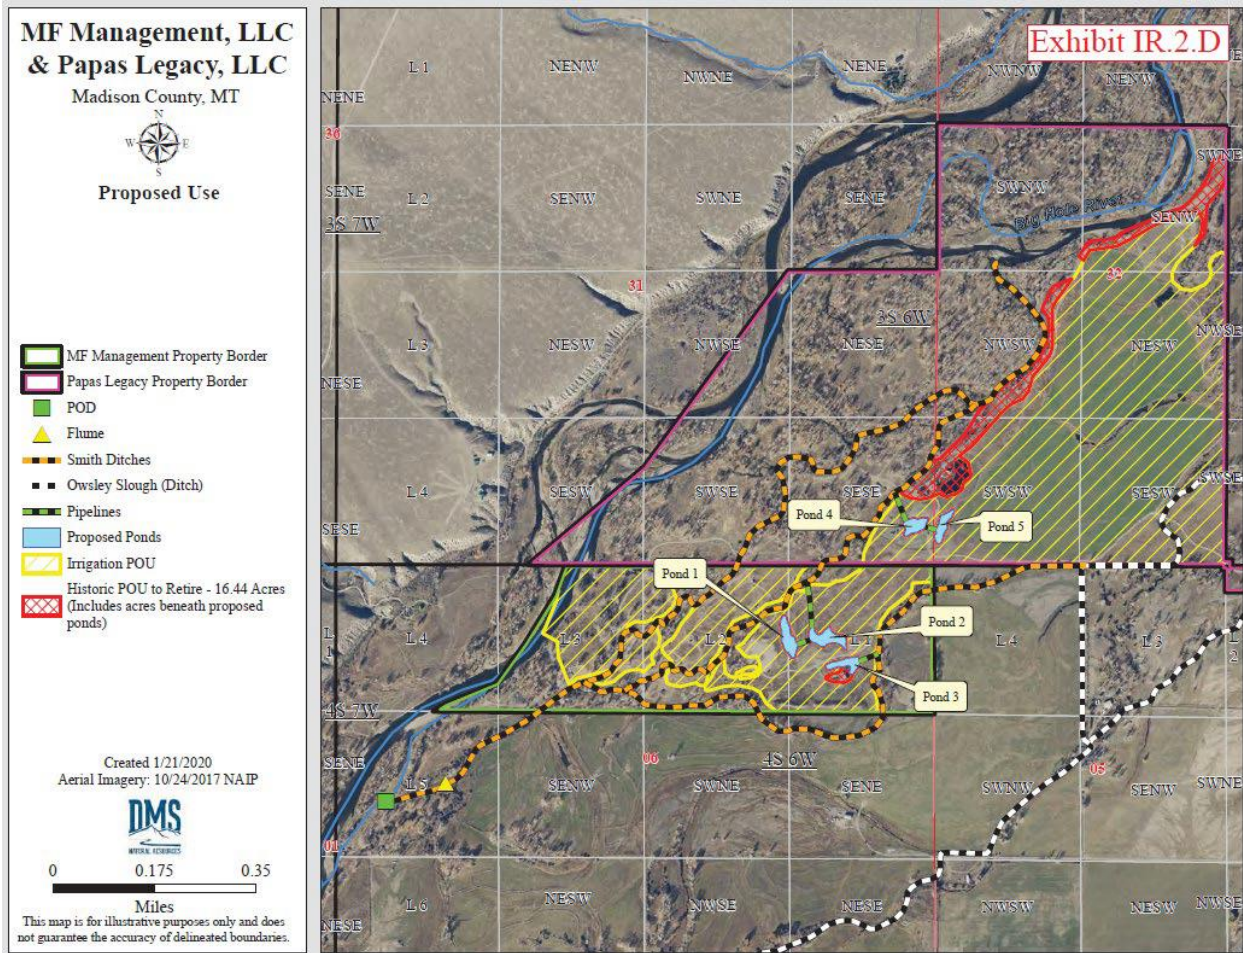 MF Management, LLC
& Papas Legacy, LLC
Madison County, MT
N
W E
S
Proposed Use
MF Management Property Border
Papas Legacy Property Border
POD
Flume
Smith Ditches
Owsley Slough (Ditch)
Pipelines
Proposed Ponds
Irrigation POU
Historic POU to Retire - 16.44 Acres
(Includes acres beneath proposed
ponds)
Created 1/21/2020
Aerial Imagery: 10/24/2017 NAIP
DMS
NATURAL RESOURCES
0 0.175 0.35
Miles
This map is for illustrative purposes only and does
not guarantee the accuracy of delineated boundaries.
Exhibit IR.2.D
L 1 NENW NWNE NENE NWNW NENW
NENE
36
SWNE
SENE L 2 SENW SWNE SENE SWNW
3S 7W
Big Hole River
SENW
31 32
3S 6W
L 3 NESW NWSE NESE NWSW NESW NWSE
NESE
L 4 SESW SWSE SESE SWSW SESW SWSE
SESE
Pond 4
Pond 5
Pond 1
L 4 L 3 L 2 L 1 L 4 L 3
Pond 2
Pond 3
4S 7W
06 4S 6W 05
SENE L 5 SENW SWNE SENE SWNW SENW SWNE
01
NESE L 6 NESW NWSE NESE NWSW NESW NWSE